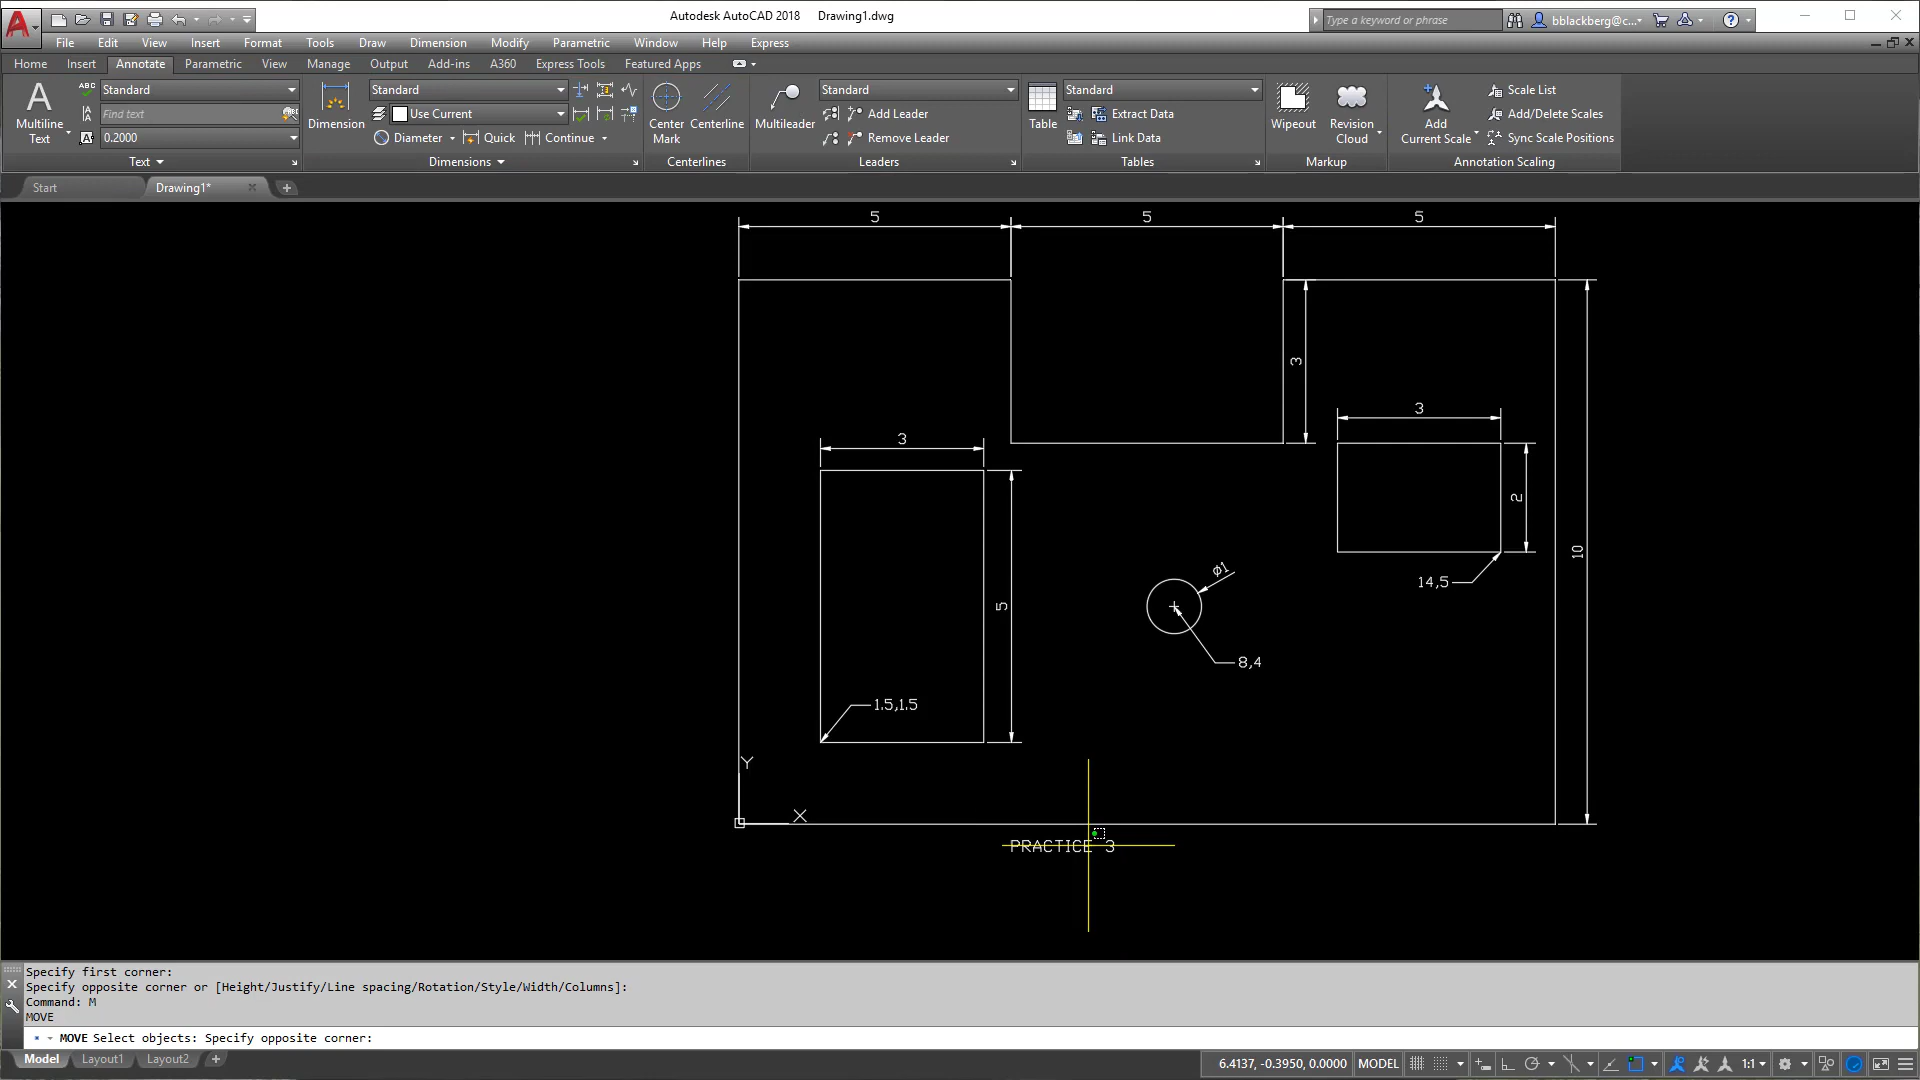 Autodesk AutoCAD 2018 Drawing1.dwg
Type a keyword or phrase
bblackberg@c...
File Edit View Insert Format Tools Draw Dimension Modify Parametric Window Help Express
Home Insert Annotate Parametric View Manage Output Add-ins A360 Express Tools Featured Apps
A Multiline Text
ABC Standard
Find text
0.2000
Text
Dimension
Standard
Use Current
Diameter Quick Continue
Dimensions
Center Mark
Centerline
Centerlines
Multileader
Standard
Add Leader
Remove Leader
Leaders
Table
Standard
Extract Data
Link Data
Tables
Wipeout
Revision Cloud
Markup
Add Current Scale
Scale List
Add/Delete Scales
Sync Scale Positions
Annotation Scaling
Start Drawing1*
5 5 5
3
3
3
2
10
14,5
5
Ø1
8,4
1.5,1.5
Y
X
PRACTICE 3
Specify first corner:
Specify opposite corner or [Height/Justify/Line spacing/Rotation/Style/Width/Columns]:
Command: M
MOVE
MOVE Select objects: Specify opposite corner:
Model Layout1 Layout2
6.4137, -0.3950, 0.0000 MODEL 1:1